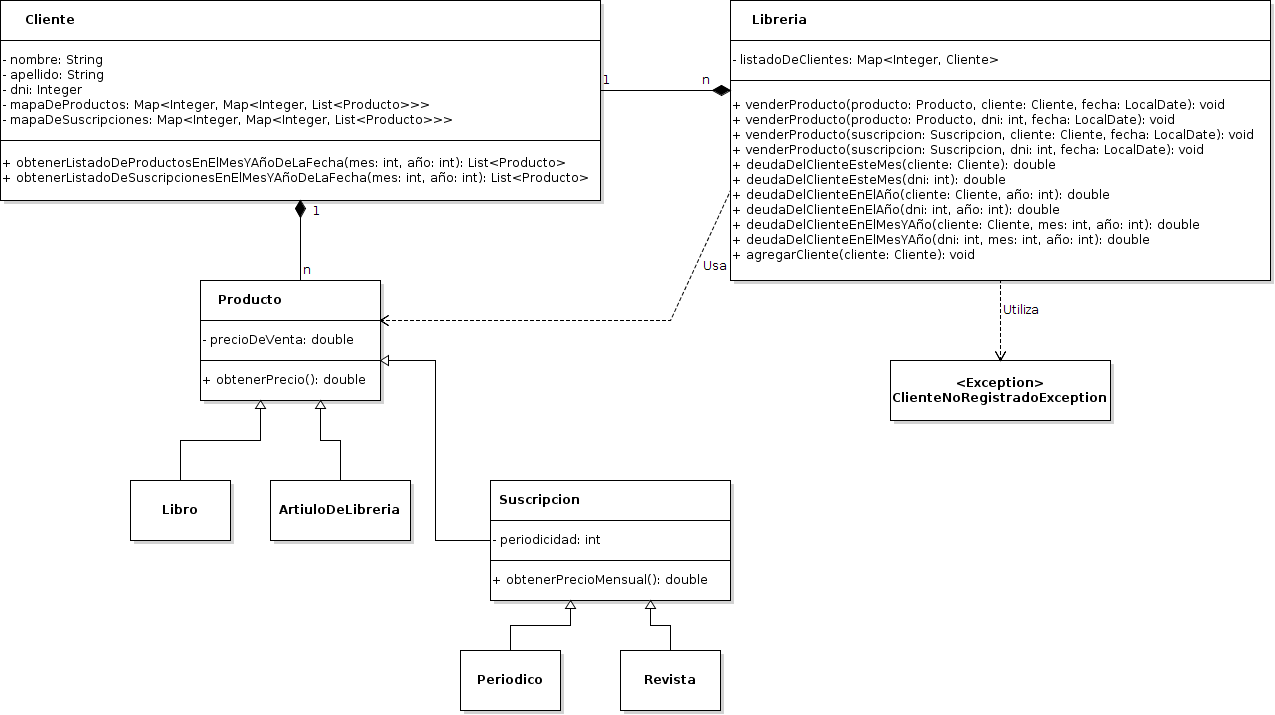 Cliente
- nombre: String
- apellido: String
- dni: Integer
- mapaDeProductos: Map<Integer, Map<Integer, List<Producto>>>
- mapaDeSuscripciones: Map<Integer, Map<Integer, List<Producto>>>
+ obtenerListadoDeProductosEnElMesYAñoDeLaFecha(mes: int, año: int): List<Producto>
+ obtenerListadoDeSuscripcionesEnElMesYAñoDeLaFecha(mes: int, año: int): List<Producto>
1
n
Libreria
- listadoDeClientes: Map<Integer, Cliente>
+ venderProducto(producto: Producto, cliente: Cliente, fecha: LocalDate): void
+ venderProducto(producto: Producto, dni: int, fecha: LocalDate): void
+ venderProducto(suscripcion: Suscripcion, cliente: Cliente, fecha: LocalDate): void
+ venderProducto(suscripcion: Suscripcion, dni: int, fecha: LocalDate): void
+ deudaDelClienteEsteMes(cliente: Cliente): double
+ deudaDelClienteEsteMes(dni: int): double
+ deudaDelClienteEnElAño(cliente: Cliente, año: int): double
+ deudaDelClienteEnElAño(dni: int, año: int): double
+ deudaDelClienteEnElMesYAño(cliente: Cliente, mes: int, año: int): double
+ deudaDelClienteEnElMesYAño(dni: int, mes: int, año: int): double
+ agregarCliente(cliente: Cliente): void
1
n
Usa
Utiliza
Producto
- precioDeVenta: double
+ obtenerPrecio(): double
<Exception>
ClienteNoRegistradoException
Libro
ArtiuloDeLibreria
Suscripcion
- periodicidad: int
+ obtenerPrecioMensual(): double
Periodico
Revista